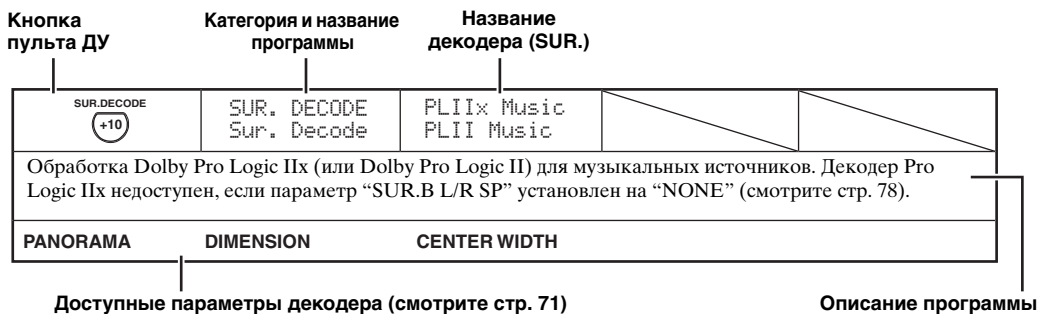 Кнопка
пульта ДУ
Категория и название
программы
Название
декодера (SUR.)
SUR.DECODE
+10
SUR. DECODE
Sur. Decode
PLIIx Music
PLII Music
Обработка Dolby Pro Logic IIx (или Dolby Pro Logic II) для музыкальных источников. Декодер Pro
Logic IIx недоступен, если параметр “SUR.B L/R SP” установлен на “NONE” (смотрите стр. 78).
PANORAMA DIMENSION CENTER WIDTH
Доступные параметры декодера (смотрите стр. 71)
Описание программы